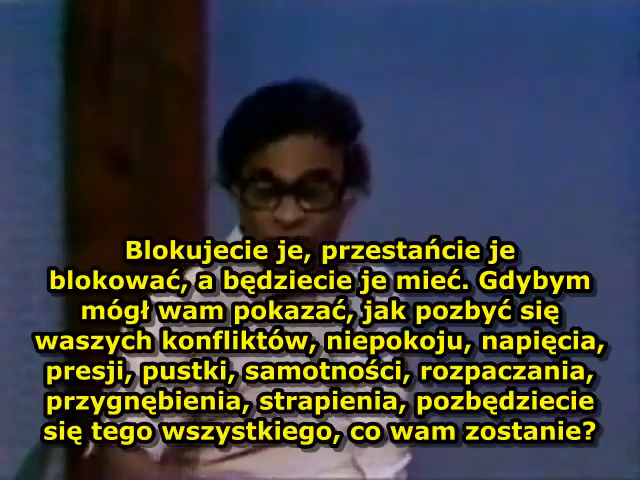 Blokujecie je, przestańcie je
blokować, a będziecie je mieć. Gdybym
mógł wam pokazać, jak pozbyć się
waszych konfliktów, niepokoju, napięcia,
presji, pustki, samotności, rozpaczania,
przygnębienia, strapienia, pozbędziecie
się tego wszystkiego, co wam zostanie?